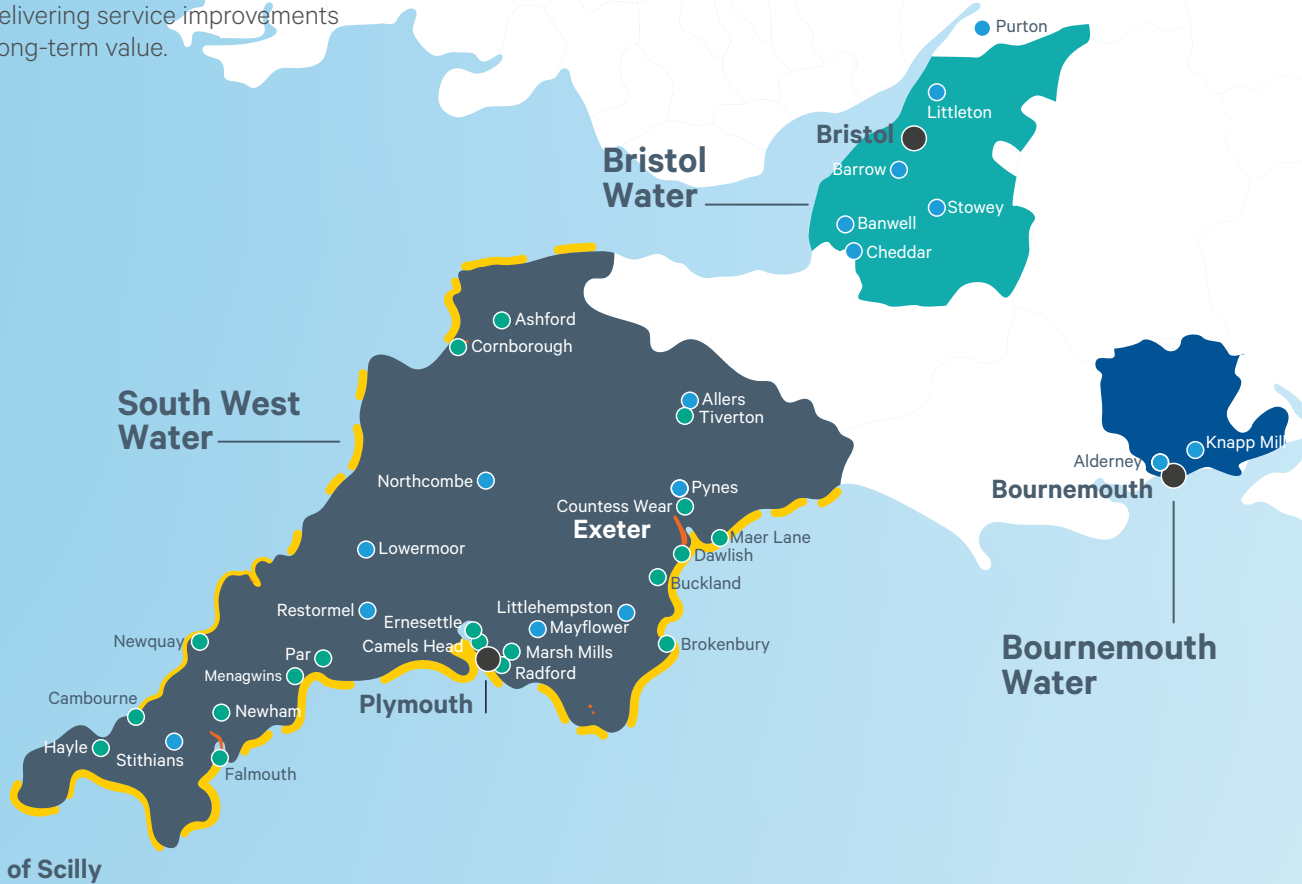 elivering service improvements
ong-term value.
Purton
Littleton
Bristol
Bristol
Water
Barrow
Stowey
Banwell
Cheddar
Ashford
Cornborough
South West
Water
Allers
Tiverton
Knapp Mill
Alderney
Bournemouth
Northcombe
Pynes
Countess Wear
Exeter
Maer Lane
Dawlish
Lowermoor
Buckland
Restormel
Littlehempston
Ernesettle
Mayflower
Newquay
Camels Head
Brokenbury
Marsh Mills
Par
Radford
Menagwins
Bournemouth
Water
Plymouth
Cambourne
Newham
Hayle
Stithians
Falmouth
of Scilly